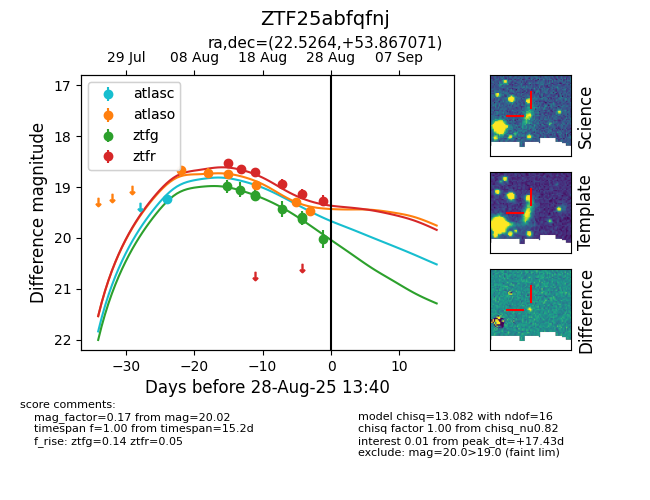 ZTF25abfqfnj
ra,dec=(22.5264,+53.867071)
29 Jul 08 Aug 18 Aug 28 Aug 07 Sep
17
18
19
20
21
22
Difference magnitude
atlasc
atlaso
ztfg
ztfr
−30 −20 −10 0 10
Days before 28-Aug-25 13:40
Science
Template
Difference
score comments:
mag_factor=0.17 from mag=20.02
timespan f=1.00 from timespan=15.2d
f_rise: ztfg=0.14 ztfr=0.05
model chisq=13.082 with ndof=16
chisq factor 1.00 from chisq_nu0.82
interest 0.01 from peak_dt=+17.43d
exclude: mag=20.0>19.0 (faint lim)